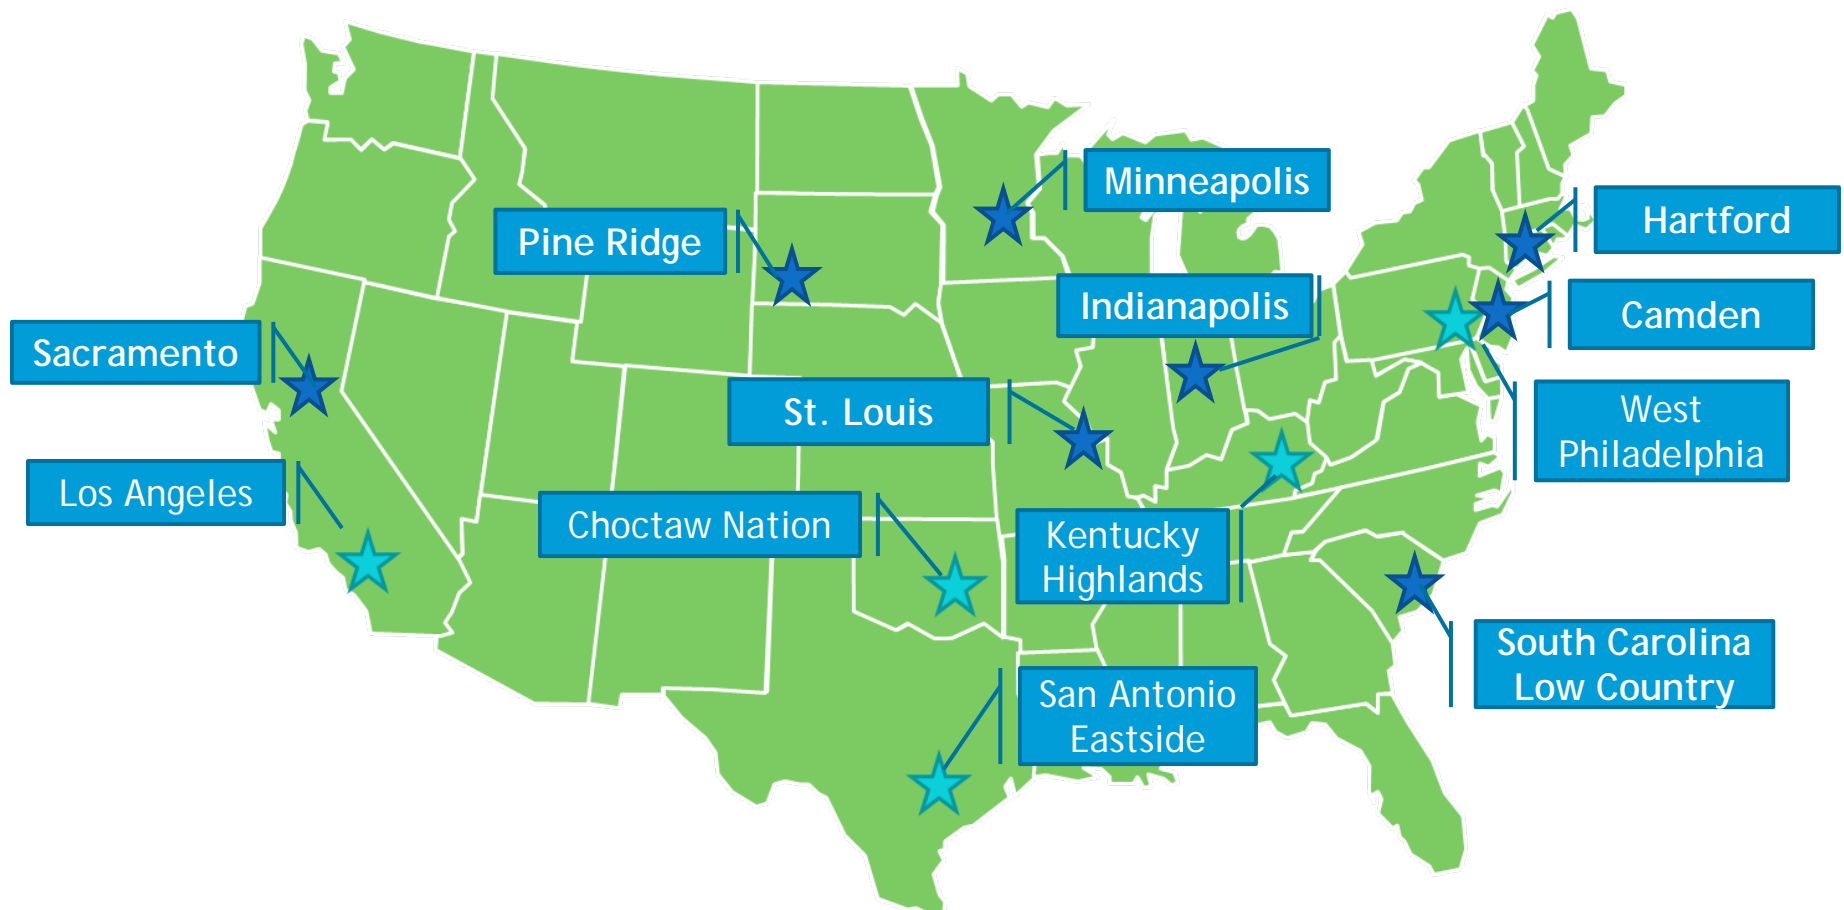 Minneapolis
Hartford
Pine Ridge
Indianapolis
Camden
Sacramento
St. Louis
West
Philadelphia
Los Angeles
Choctaw Nation
Kentucky
Highlands
South Carolina
Low Country
San Antonio
Eastside